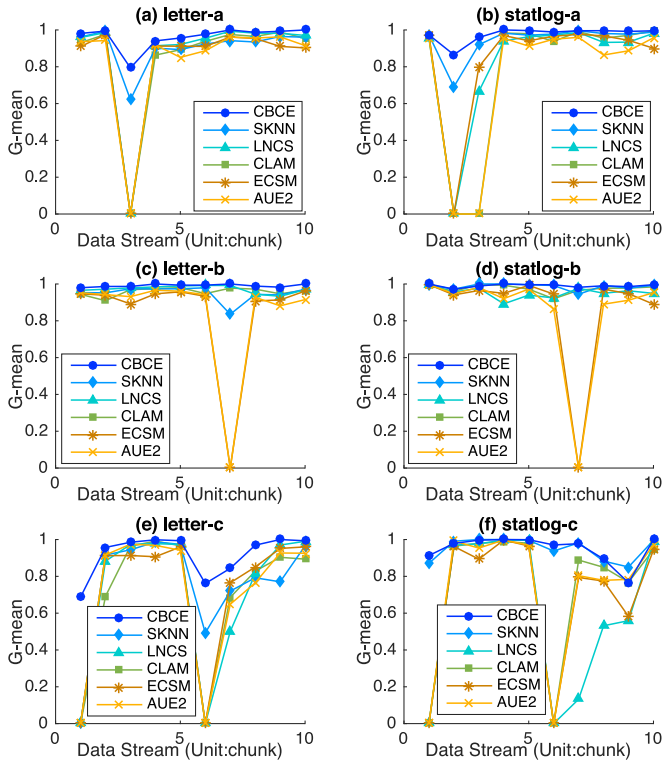 (a) letter-a
1
0.8
0.6
0.4
0.2
0
G-mean
CBCE
SKNN
LNCS
CLAM
ECSM
AUE2
0 5 10
Data Stream (Unit:chunk)
(b) statlog-a
1
0.8
0.6
0.4
0.2
0
G-mean
CBCE
SKNN
LNCS
CLAM
ECSM
AUE2
0 5 10
Data Stream (Unit:chunk)
(c) letter-b
1
0.8
0.6
0.4
0.2
0
G-mean
CBCE
SKNN
LNCS
CLAM
ECSM
AUE2
0 5 10
Data Stream (Unit:chunk)
(d) statlog-b
1
0.8
0.6
0.4
0.2
0
G-mean
CBCE
SKNN
LNCS
CLAM
ECSM
AUE2
0 5 10
Data Stream (Unit:chunk)
(e) letter-c
1
0.8
0.6
0.4
0.2
0
G-mean
CBCE
SKNN
LNCS
CLAM
ECSM
AUE2
0 5 10
Data Stream (Unit:chunk)
(f) statlog-c
1
0.8
0.6
0.4
0.2
0
G-mean
CBCE
SKNN
LNCS
CLAM
ECSM
AUE2
0 5 10
Data Stream (Unit:chunk)